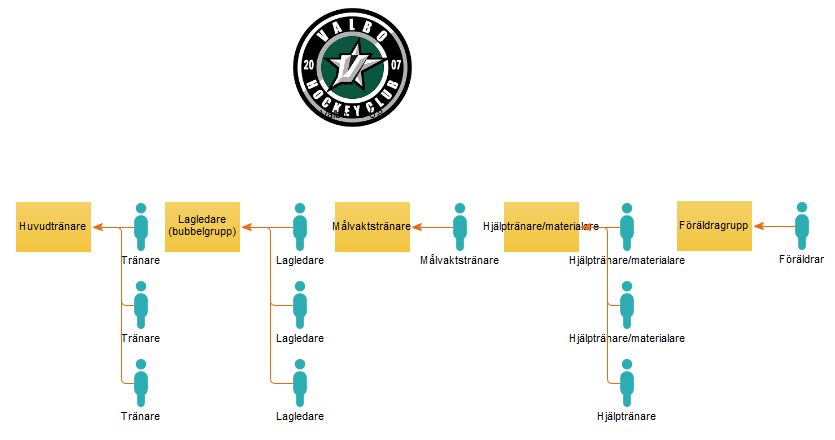 VALBO
20 07
HOCKEY CLUB
Huvudtränare
Tränare
Tränare
Tränare
Lagledare
(bubbelgrupp)
Lagledare
Lagledare
Lagledare
Målvaktstränare
Målvaktstränare
Hjälptränare/materialare
Hjälptränare/materialare
Hjälptränare/materialare
Hjälptränare
Föräldragrupp
Föräldrar